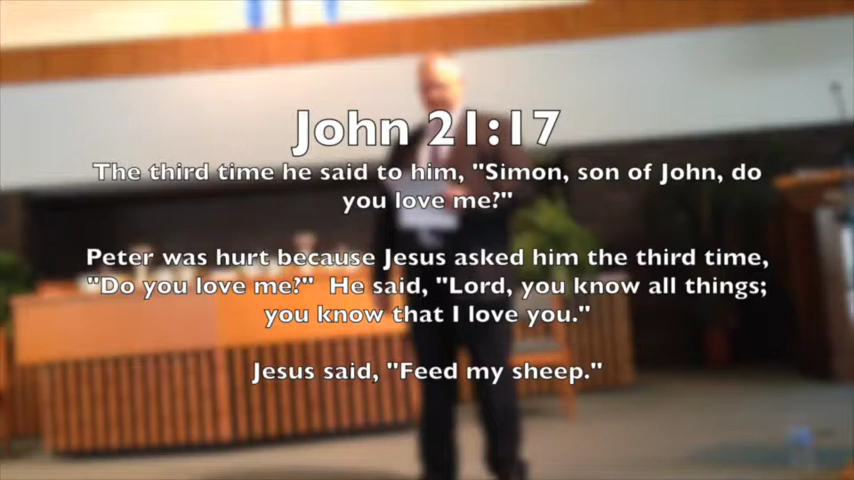 John 21:17
The third time he said to him, "Simon, son of John, do
you love me?"
Peter was hurt because Jesus asked him the third time,
"Do you love me?"  He said, "Lord, you know all things;
you know that I love you."
Jesus said, "Feed my sheep."